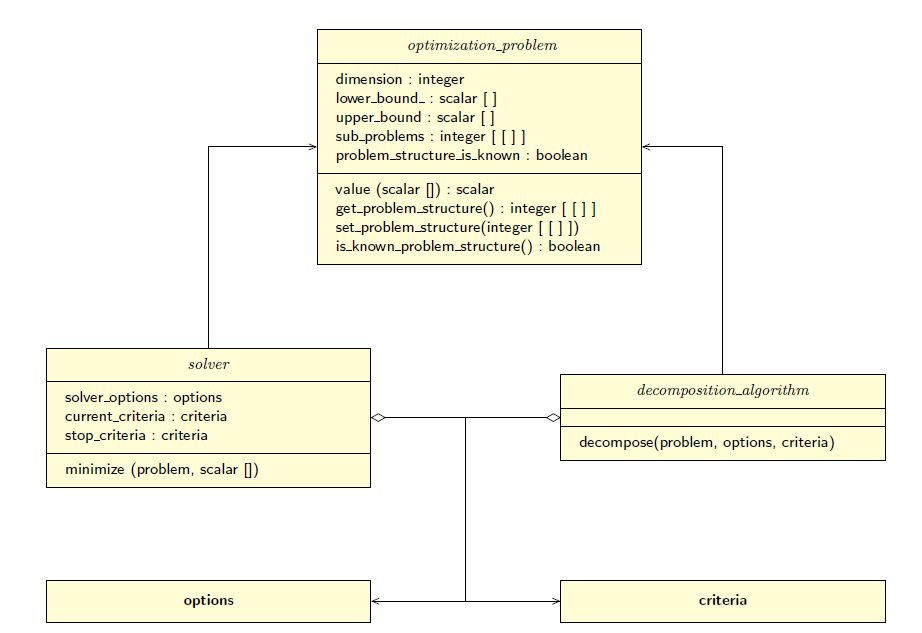 optimization_problem
dimension : integer
lower_bound_ : scalar [ ]
upper_bound : scalar [ ]
sub_problems : integer [ [ ] ]
problem_structure_is_known : boolean
value (scalar []) : scalar
get_problem_structure() : integer [ [ ] ]
set_problem_structure(integer [ [ ] ])
is_known_problem_structure() : boolean
solver
solver_options : options
current_criteria : criteria
stop_criteria : criteria
minimize (problem, scalar [])
decomposition_algorithm
decompose(problem, options, criteria)
options
criteria